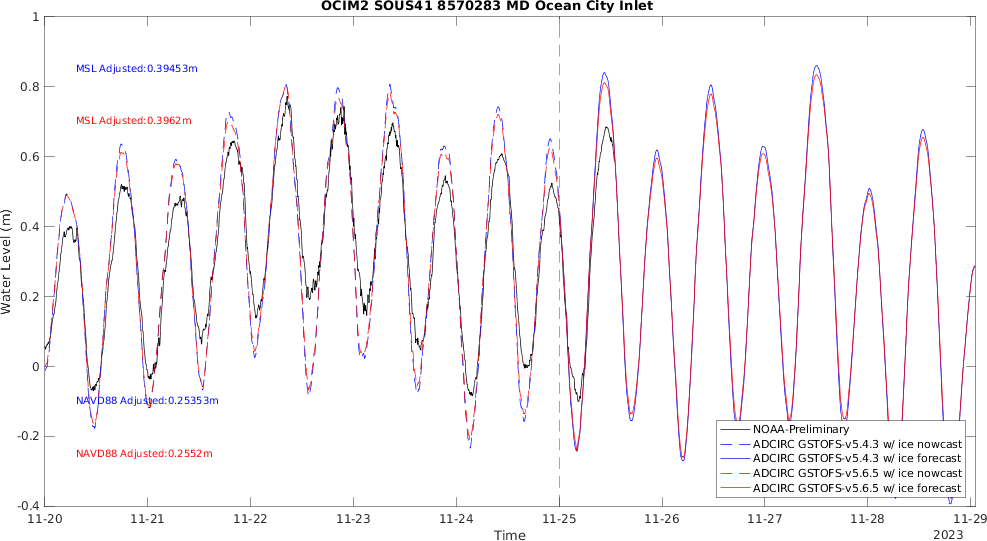 OCIM2 SOUS41 8570283 MD Ocean City Inlet
1
0.8
0.6
0.4
0.2
0
-0.2
-0.4
Water Level (m)
MSL Adjusted:0.39453m
MSL Adjusted:0.3962m
NAVD88 Adjusted:0.25353m
NAVD88 Adjusted:0.2552m
NOAA-Preliminary
ADCIRC GSTOFS-v5.4.3 w/ ice nowcast
ADCIRC GSTOFS-v5.4.3 w/ ice forecast
ADCIRC GSTOFS-v5.6.5 w/ ice nowcast
ADCIRC GSTOFS-v5.6.5 w/ ice forecast
11-20 11-21 11-22 11-23 11-24 11-25 11-26 11-27 11-28 11-29
Time
2023